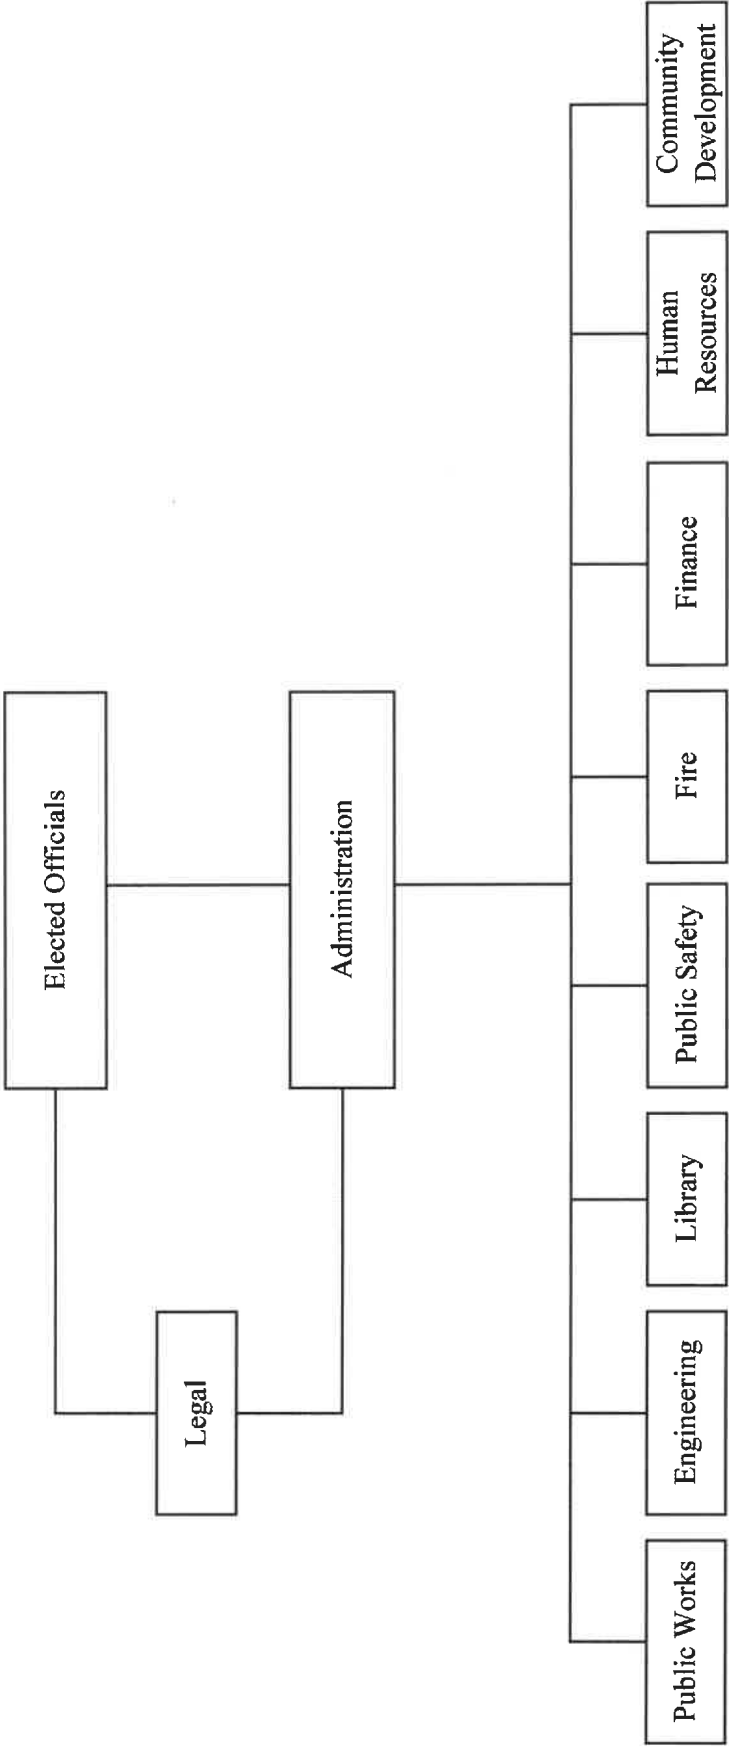 Elected Officials
Legal
Administration
Public Works
Engineering
Library
Public Safety
Fire
Finance
Human
Resources
Community
Development